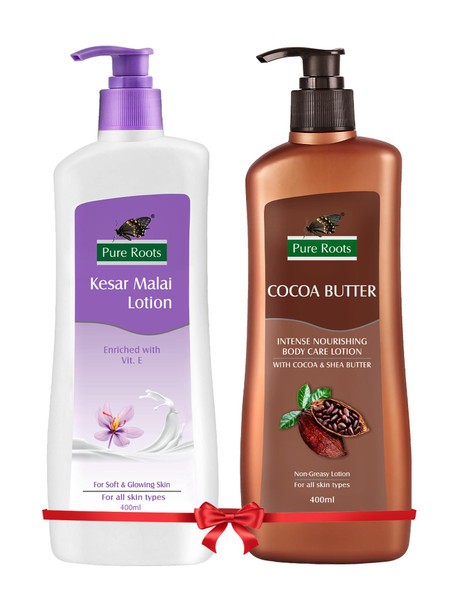 Pure Roots
Kesar Malai
Lotion
Enriched with
Vit. E
For Soft & Glowing Skin
For all skin types
400ml
Pure Roots
COCOA BUTTER
INTENSE NOURISHING
BODY CARE LOTION
WITH COCOA & SHEA BUTTER
Non-Greasy Lotion
For all skin types
400ml